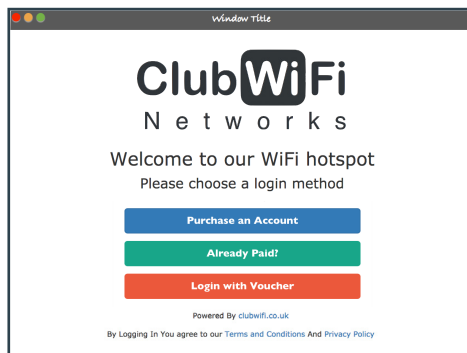 Window Title
ClubWiFi
Networks
Welcome to our WiFi hotspot
Please choose a login method
Purchase an Account
Already Paid?
Login with Voucher
Powered By clubwifi.co.uk
By Logging In You agree to our Terms and Conditions And Privacy Policy